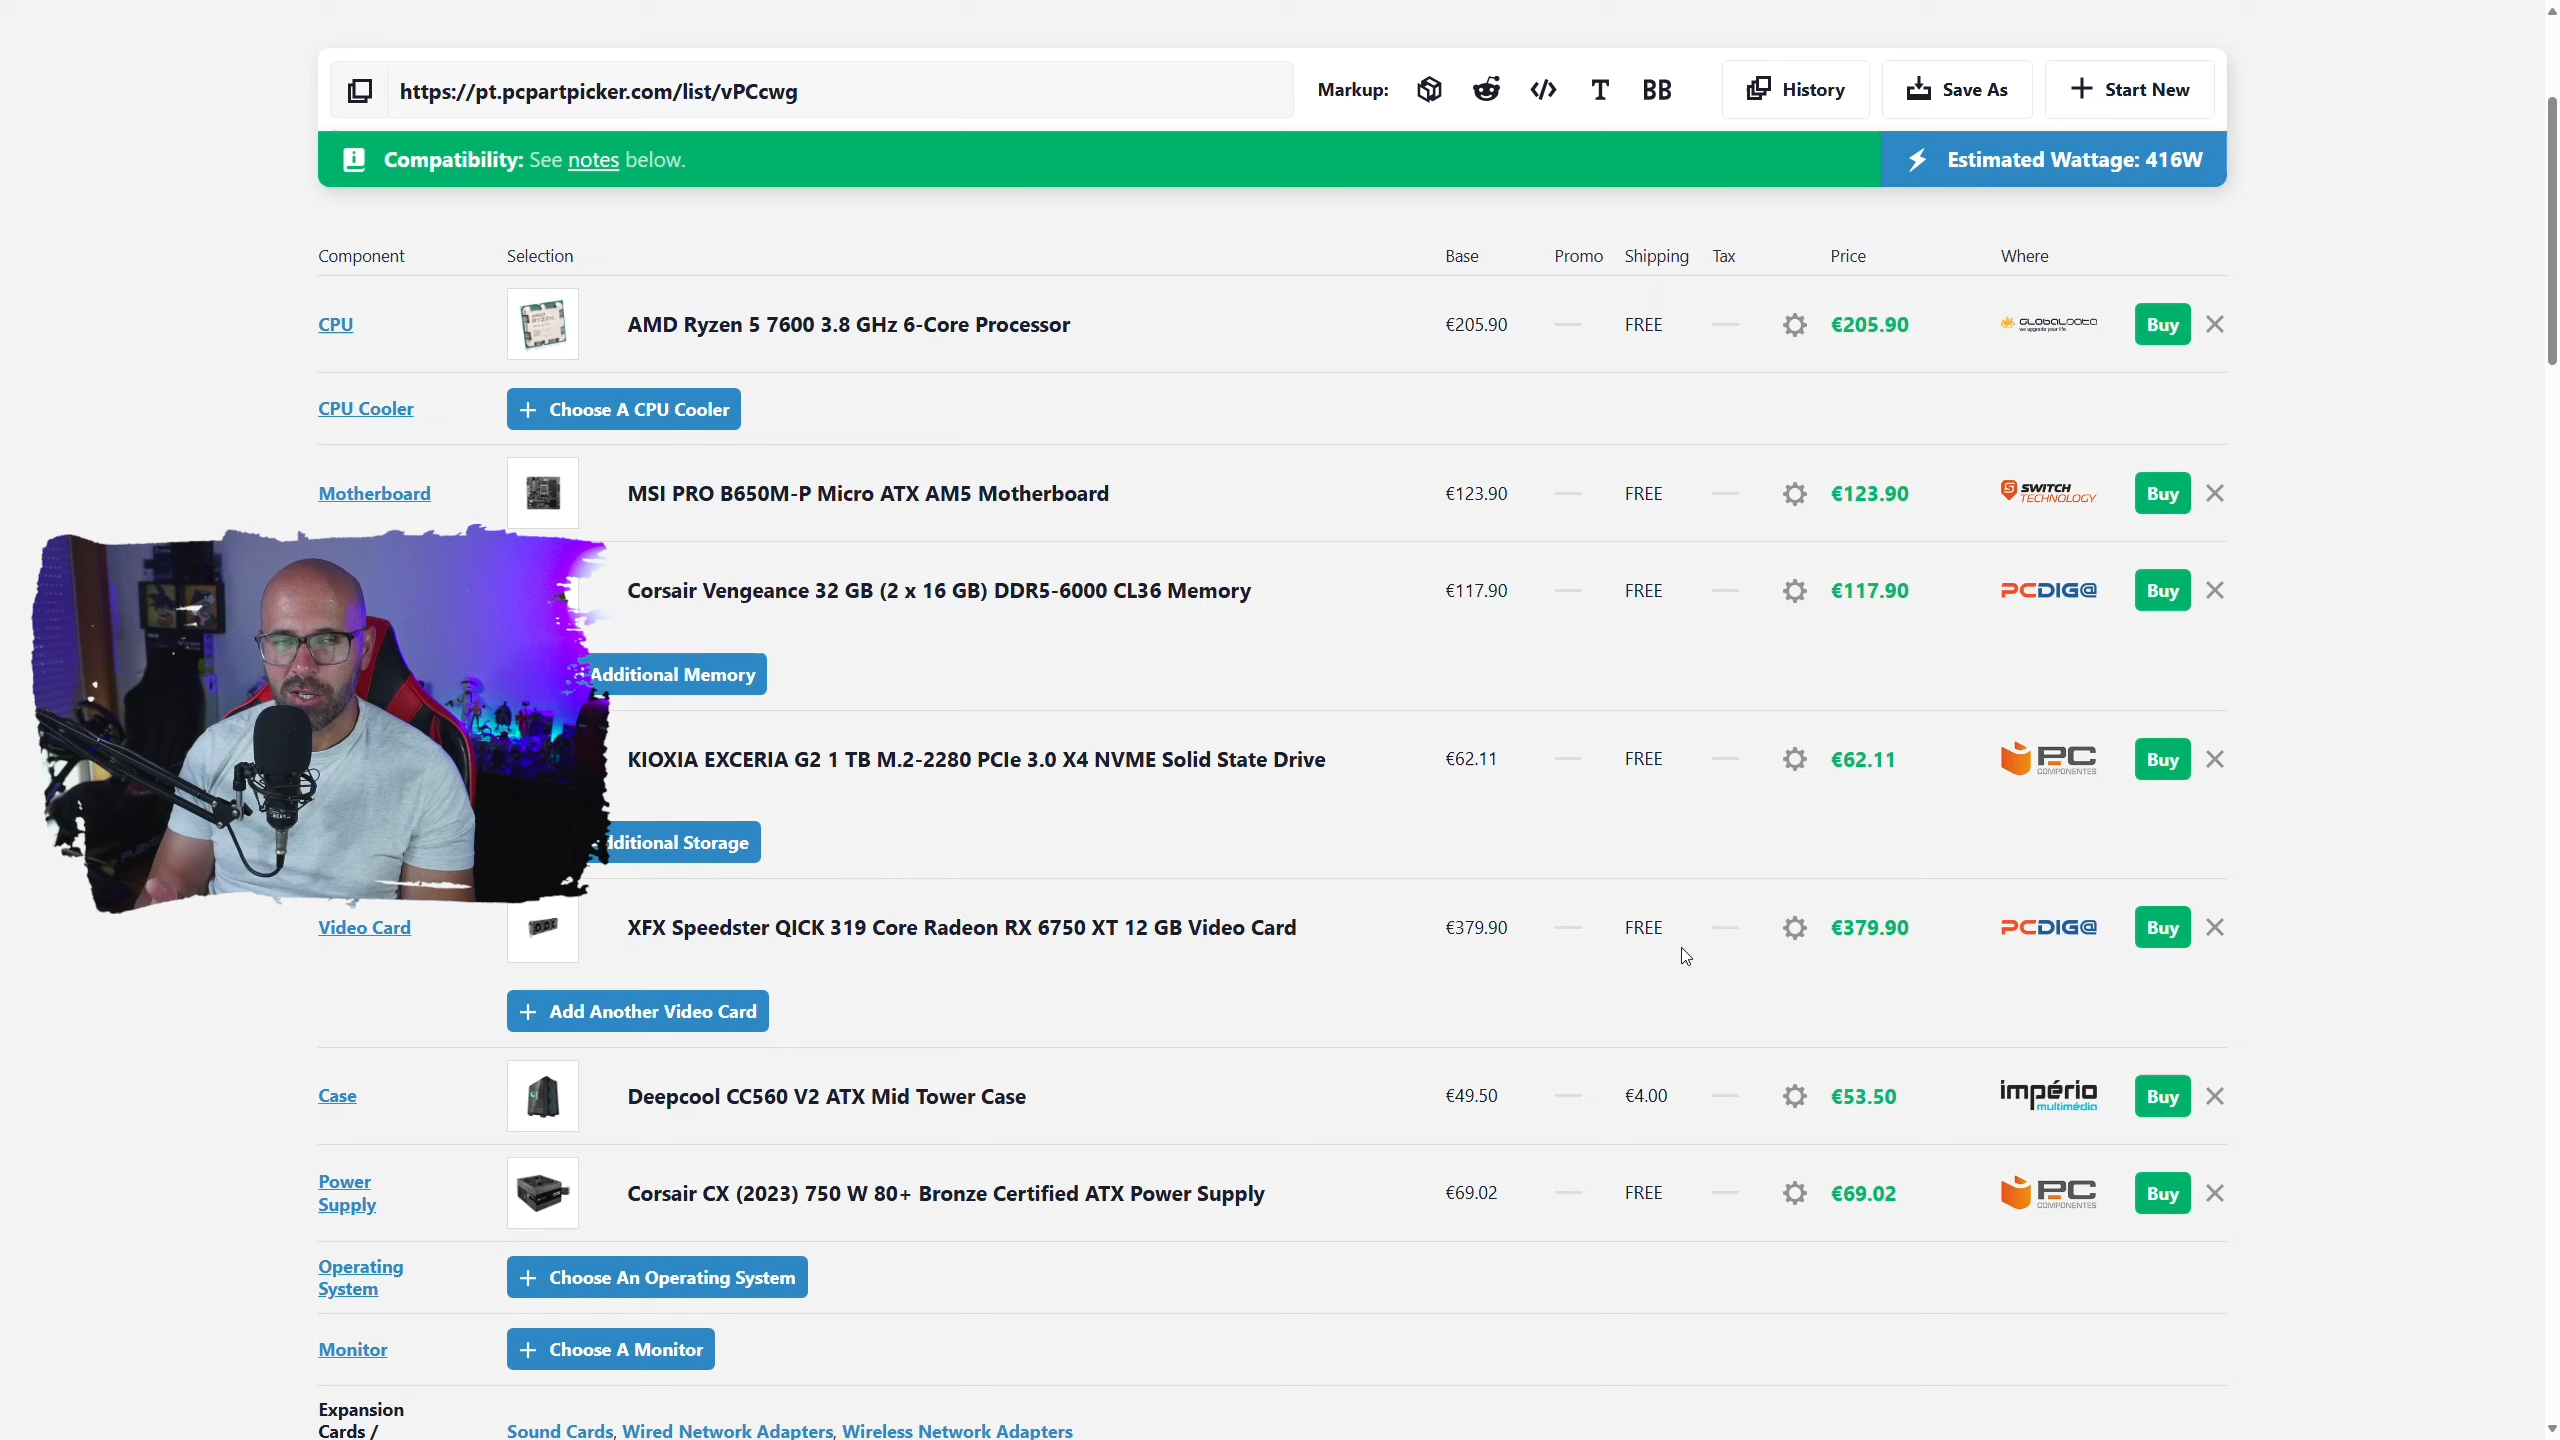 https://pt.pcpartpicker.com/list/vPCcwg
Markup:
T
BB
History
Save As
Start New
Compatibility: See notes below.
Estimated Wattage: 416W
Component Selection Base Promo Shipping Tax Price Where
CPU AMD Ryzen 5 7600 3.8 GHz 6-Core Processor €205.90 — FREE — €205.90 GLOBALDATA Buy
CPU Cooler + Choose A CPU Cooler
Motherboard MSI PRO B650M-P Micro ATX AM5 Motherboard €123.90 — FREE — €123.90 SWITCH TECHNOLOGY Buy
Corsair Vengeance 32 GB (2 x 16 GB) DDR5-6000 CL36 Memory €117.90 — FREE — €117.90 PCDIG@ Buy
Additional Memory
KIOXIA EXCERIA G2 1 TB M.2-2280 PCIe 3.0 X4 NVME Solid State Drive €62.11 — FREE — €62.11 PC COMPONENTES Buy
dditional Storage
Video Card XFX Speedster QICK 319 Core Radeon RX 6750 XT 12 GB Video Card €379.90 — FREE — €379.90 PCDIG@ Buy
+ Add Another Video Card
Case Deepcool CC560 V2 ATX Mid Tower Case €49.50 — €4.00 — €53.50 império multimédia Buy
Power Supply Corsair CX (2023) 750 W 80+ Bronze Certified ATX Power Supply €69.02 — FREE — €69.02 PC COMPONENTES Buy
Operating System + Choose An Operating System
Monitor + Choose A Monitor
Expansion Cards / Sound Cards, Wired Network Adapters, Wireless Network Adapters